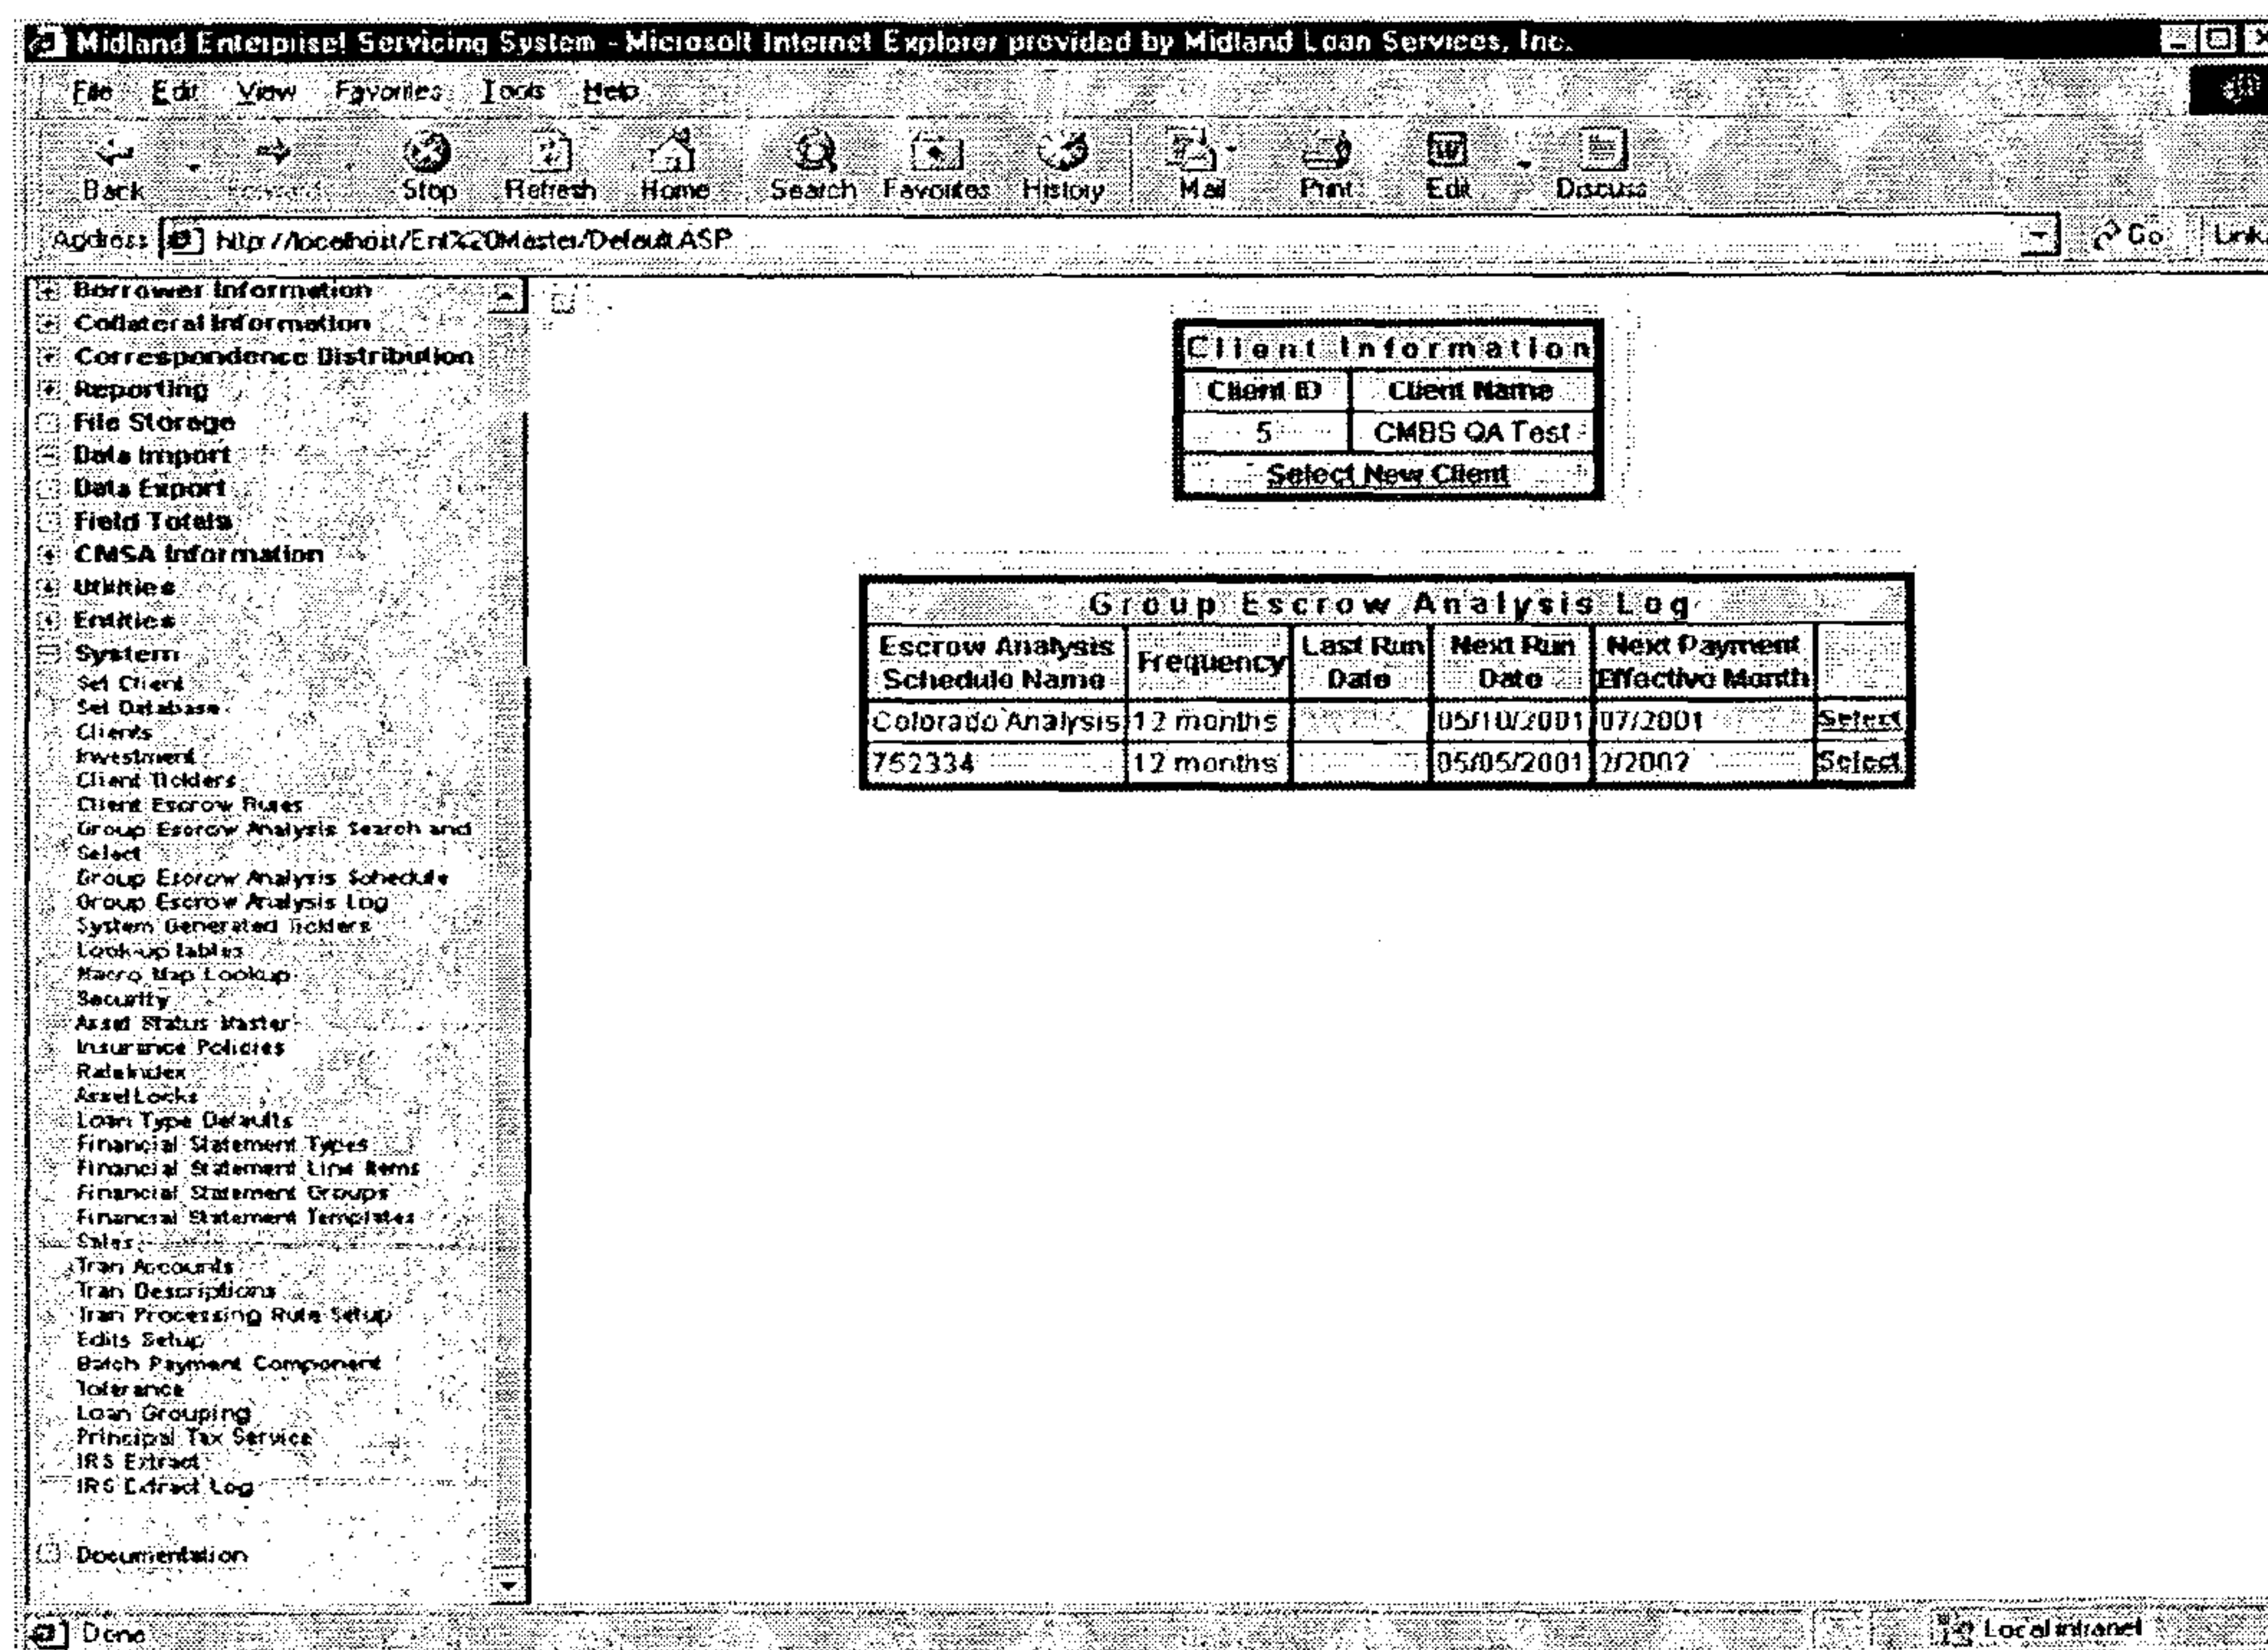 Midland Enterprise! Servicing System - Microsoft Internet Explorer provided by Midland Loan Services, Inc.
File Edit View Favorites Tools Help
Back Forward Stop Refresh Home Search Favorites History Mail Print Edit Discuss
Address http://localhost/Ent%20Master/Default.ASP Go Links
Borrower Information
Collateral Information
Correspondence Distribution
Reporting
File Storage
Data Import
Data Export
Field Totals
CMSA Information
Utilities
Entities
System
Set Client
Set Database
Clients
Investment
Client Ticklers
Client Escrow Rules
Group Escrow Analysis Search and
Select
Group Escrow Analysis Schedule
Group Escrow Analysis Log
System Generated Ticklers
Look-up tables
Macro Map Lookup
Security
Asset Status Master
Insurance Policies
RateIndex
AssetLocks
Loan Type Defaults
Financial Statement Types
Financial Statement Line Items
Financial Statement Groups
Financial Statement Templates
Sales
Tran Accounts
Tran Descriptions
Tran Processing Rule Setup
Edits Setup
Batch Payment Component
Tolerance
Loan Grouping
Principal Tax Service
IRS Extract
IRS Extract Log
Documentation
Client Information
Client ID Client Name
5 CMBS QA Test
Select New Client
Group Escrow Analysis Log
Escrow Analysis Schedule Name Frequency Last Run Date Next Run Date Next Payment Effective Month
Colorado Analysis 12 months 05/10/2001 07/2001 Select
752334 12 months 05/05/2001 2/2002 Select
Done Local intranet